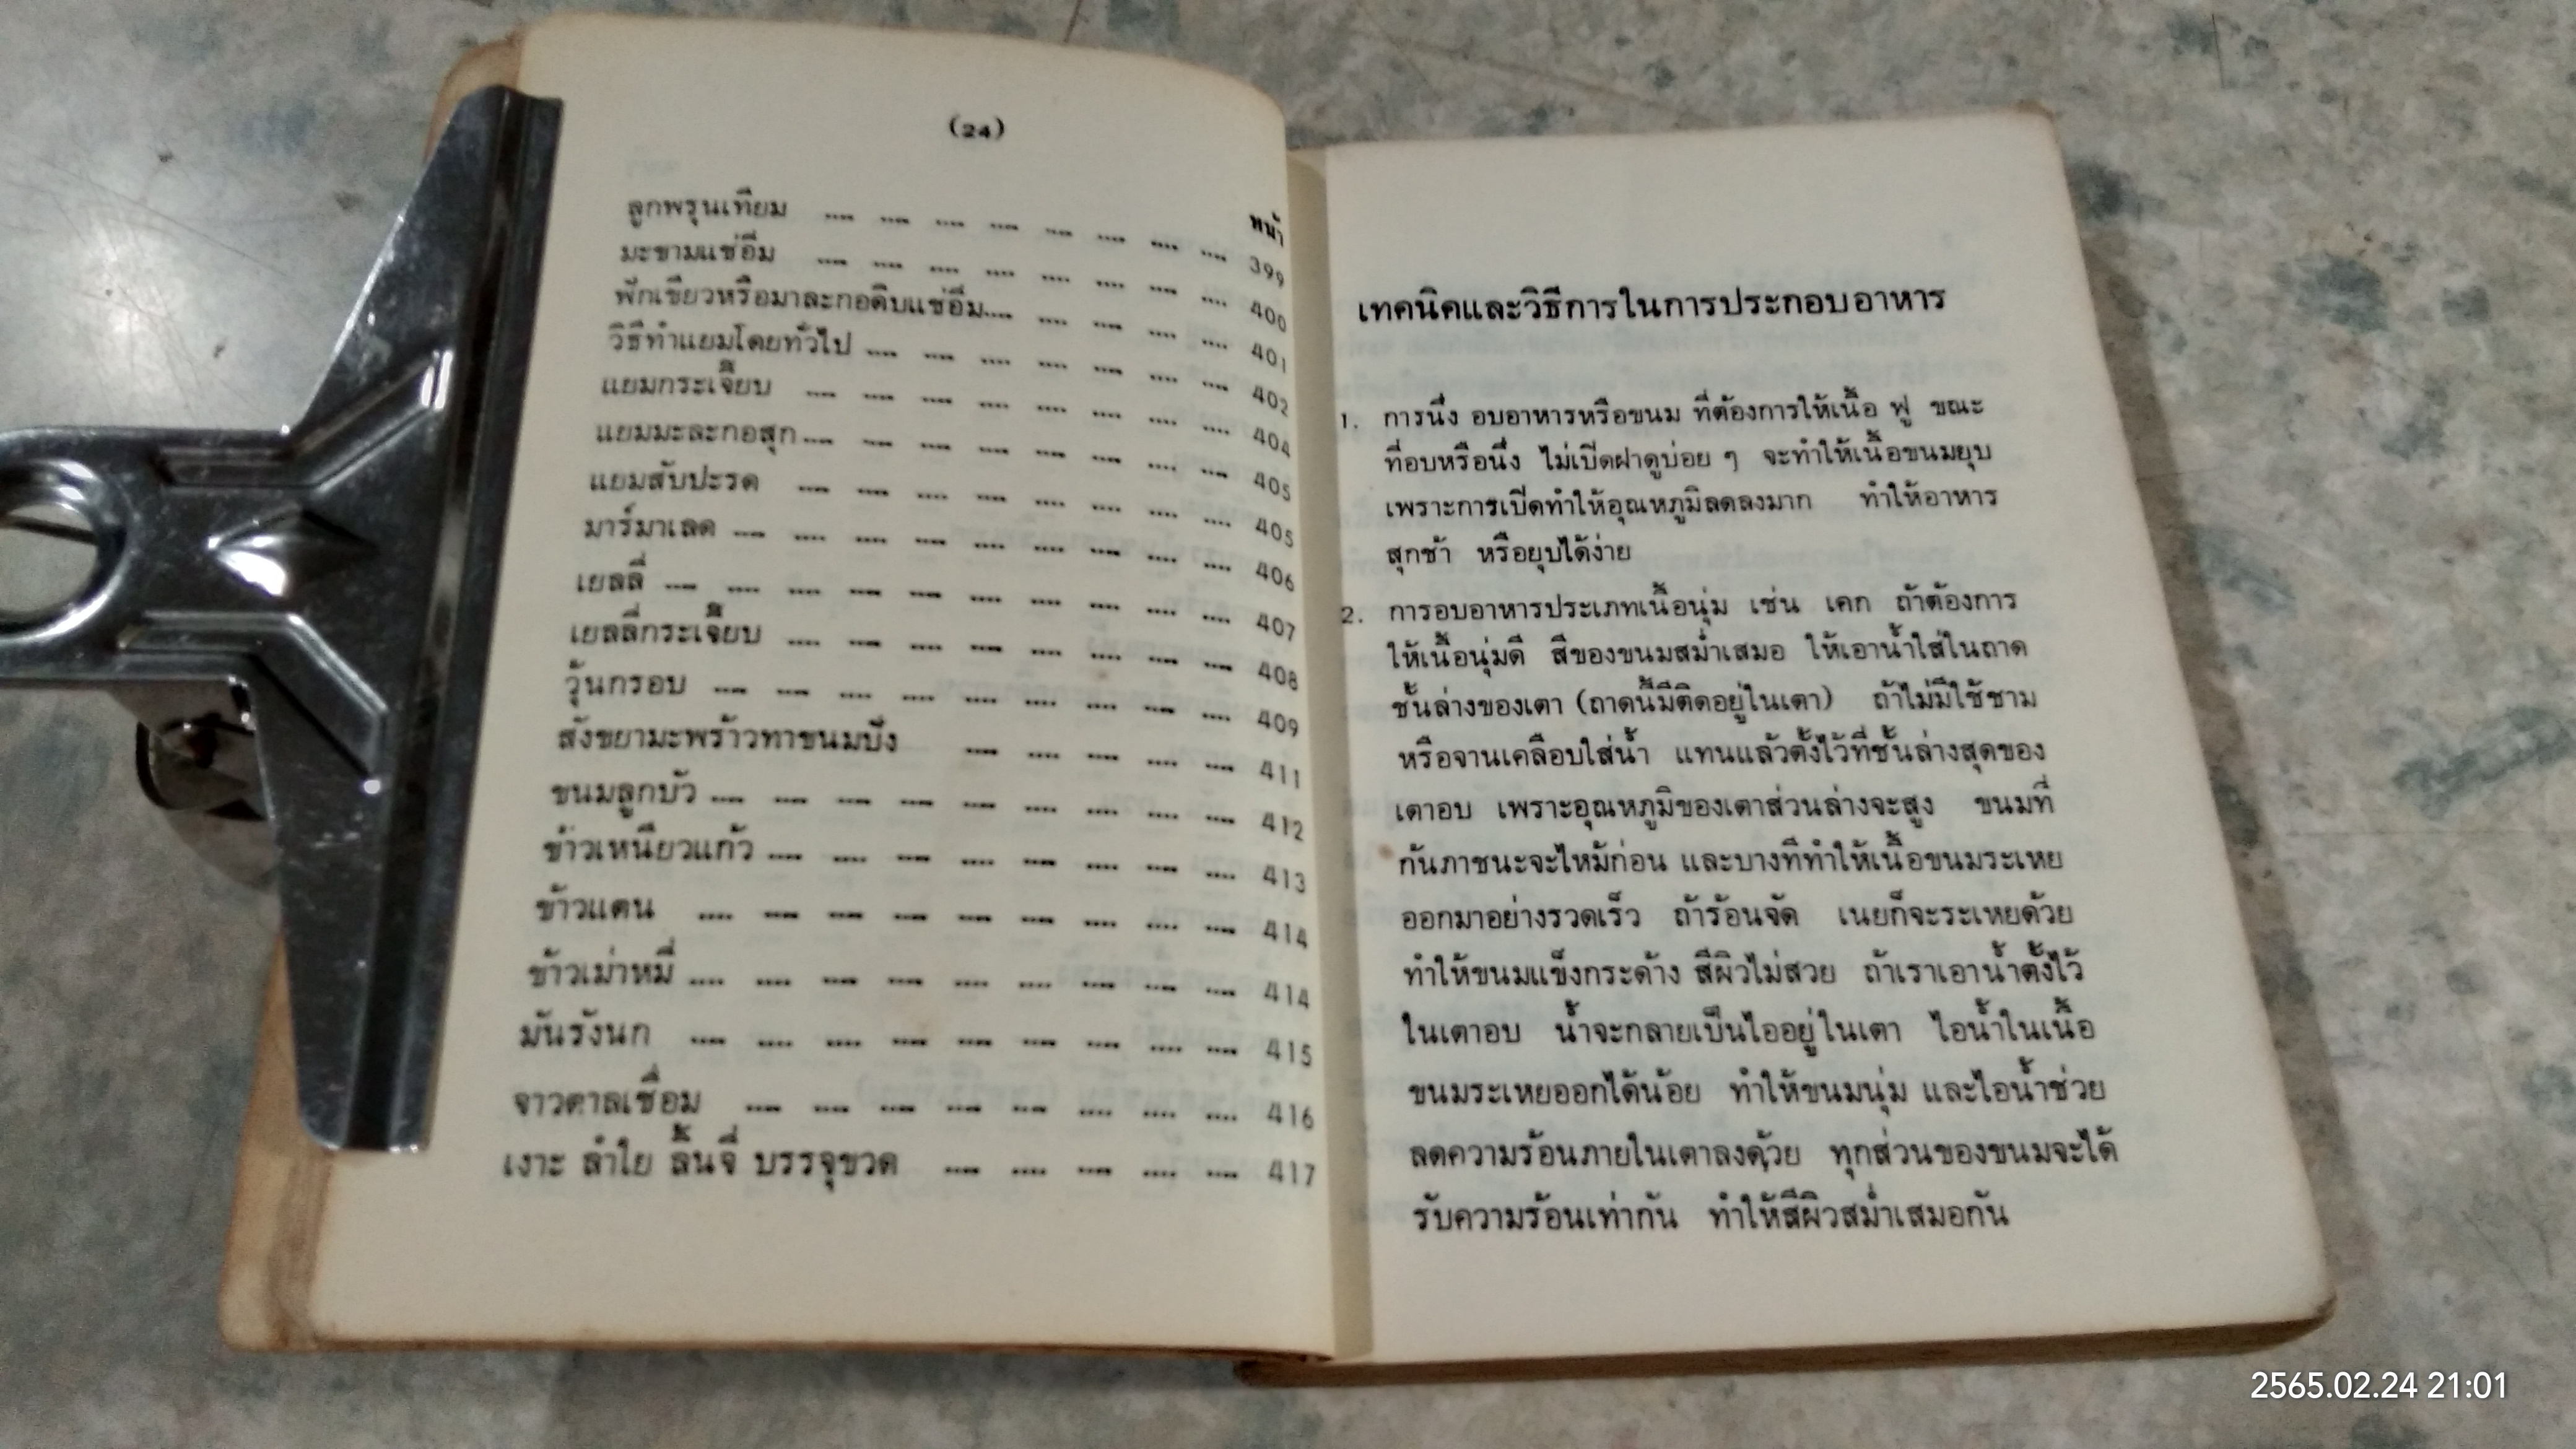 (24)
หน้า
ลูกพรุนเทียม .... .... .... .... .... .... .... .... 399
มะขามแช่อิ่ม .... .... .... .... .... .... .... .... 400
ฟักเขียวหรือมาละกอดิบแช่อิ่ม.... .... .... .... .... 401
วิธีทำแยมโดยทั่วไป .... .... .... .... .... .... .... 402
แยมกระเจี๊ยบ .... .... .... .... .... .... .... .... 404
แยมมะละกอสุก.... .... .... .... .... .... .... .... 405
แยมสับปะรด .... .... .... .... .... .... .... .... 405
มาร์มาเลด .... .... .... .... .... .... .... .... .... 406
เยลลี่ .... .... .... .... .... .... .... .... .... .... 407
เยลลี่กระเจี๊ยบ .... .... .... .... .... .... .... .... 408
วุ้นกรอบ .... .... .... .... .... .... .... .... .... 409
สังขยามะพร้าวทาขนมปัง .... .... .... .... .... 411
ขนมลูกบัว .... .... .... .... .... .... .... .... .... 412
ข้าวเหนียวแก้ว .... .... .... .... .... .... .... .... 413
ข้าวแตน .... .... .... .... .... .... .... .... .... 414
ข้าวเม่าหมี่ .... .... .... .... .... .... .... .... .... 414
มันรังนก .... .... .... .... .... .... .... .... .... 415
จาวตาลเชื่อม .... .... .... .... .... .... .... .... 416
เงาะ ลำใย ลิ้นจี่ บรรจุขวด .... .... .... .... .... 417
เทคนิคและวิธีการในการประกอบอาหาร
1. การนึ่ง อบอาหารหรือขนม ที่ต้องการให้เนื้อ ฟู ขณะ
ที่อบหรือนึ่ง ไม่เปิดฝาดูบ่อย ๆ จะทำให้เนื้อขนมยุบ
เพราะการเปิดทำให้อุณหภูมิลดลงมาก ทำให้อาหาร
สุกช้า หรือยุบได้ง่าย
2. การอบอาหารประเภทเนื้อนุ่ม เช่น เคก ถ้าต้องการ
ให้เนื้อนุ่มดี สีของขนมสม่ำเสมอ ให้เอาน้ำใส่ในถาด
ชั้นล่างของเตา (ถาดนี้มีติดอยู่ในเตา) ถ้าไม่มีใช้ชาม
หรือจานเคลือบใส่น้ำ แทนแล้วตั้งไว้ที่ชั้นล่างสุดของ
เตาอบ เพราะอุณหภูมิของเตาส่วนล่างจะสูง ขนมที่
ก้นภาชนะจะไหม้ก่อน และบางทีทำให้เนื้อขนมระเหย
ออกมาอย่างรวดเร็ว ถ้าร้อนจัด เนยก็จะระเหยด้วย
ทำให้ขนมแข็งกระด้าง สีผิวไม่สวย ถ้าเราเอาน้ำตั้งไว้
ในเตาอบ น้ำจะกลายเป็นไออยู่ในเตา ไอน้ำในเนื้อ
ขนมระเหยออกได้น้อย ทำให้ขนมนุ่ม และไอน้ำช่วย
ลดความร้อนภายในเตาลงด้วย ทุกส่วนของขนมจะได้
รับความร้อนเท่ากัน ทำให้สีผิวสม่ำเสมอกัน
2565.02.24 21:01